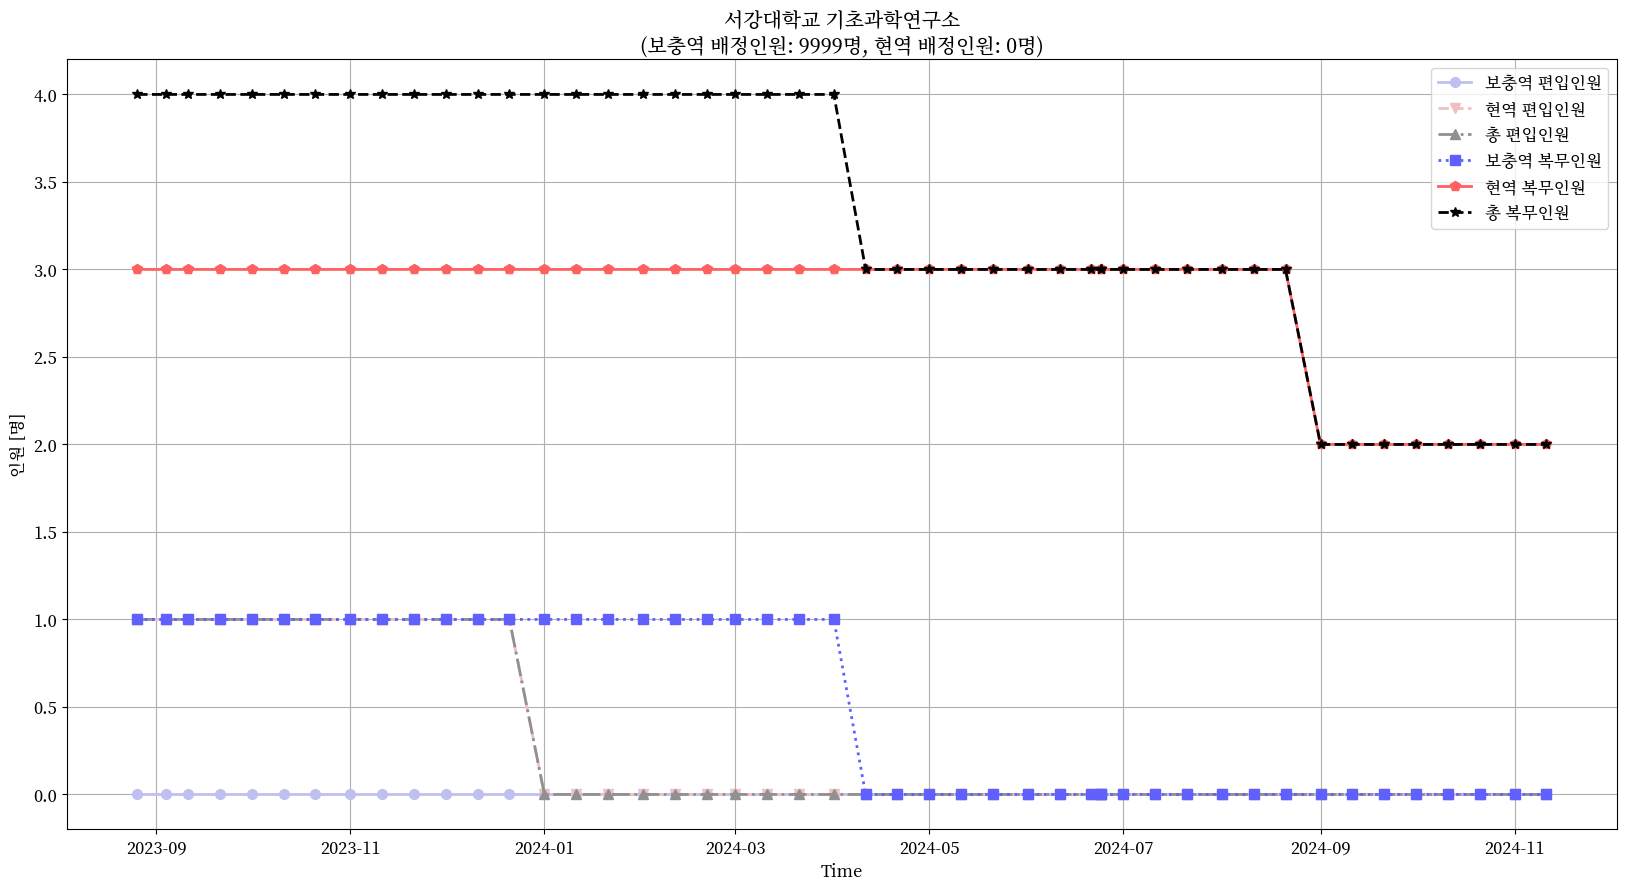 서강대학교 기초과학연구소
(보충역 배정인원: 9999명, 현역 배정인원: 0명)
보충역 편입인원
현역 편입인원
총 편입인원
보충역 복무인원
현역 복무인원
총 복무인원
인원 [명]
4.0
3.5
3.0
2.5
2.0
1.5
1.0
0.5
0.0
2023-09
2023-11
2024-01
2024-03
2024-05
2024-07
2024-09
2024-11
Time